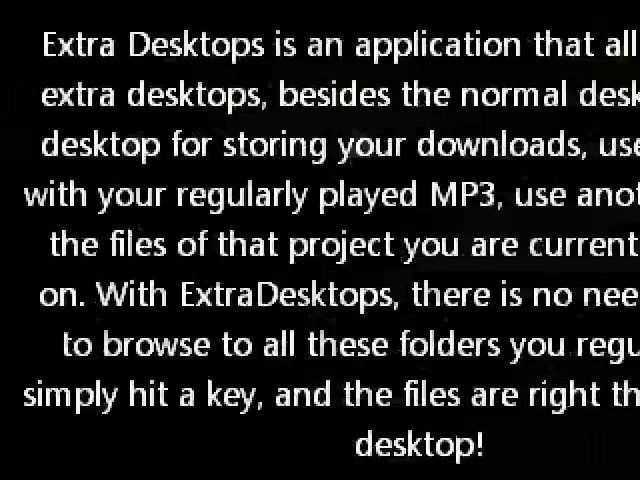 Extra Desktops is an application that all
extra desktops, besides the normal desk
desktop for storing your downloads, use
with your regularly played MP3, use anot
the files of that project you are current
on. With ExtraDesktops, there is no nee
to browse to all these folders you regu
simply hit a key, and the files are right th
desktop!